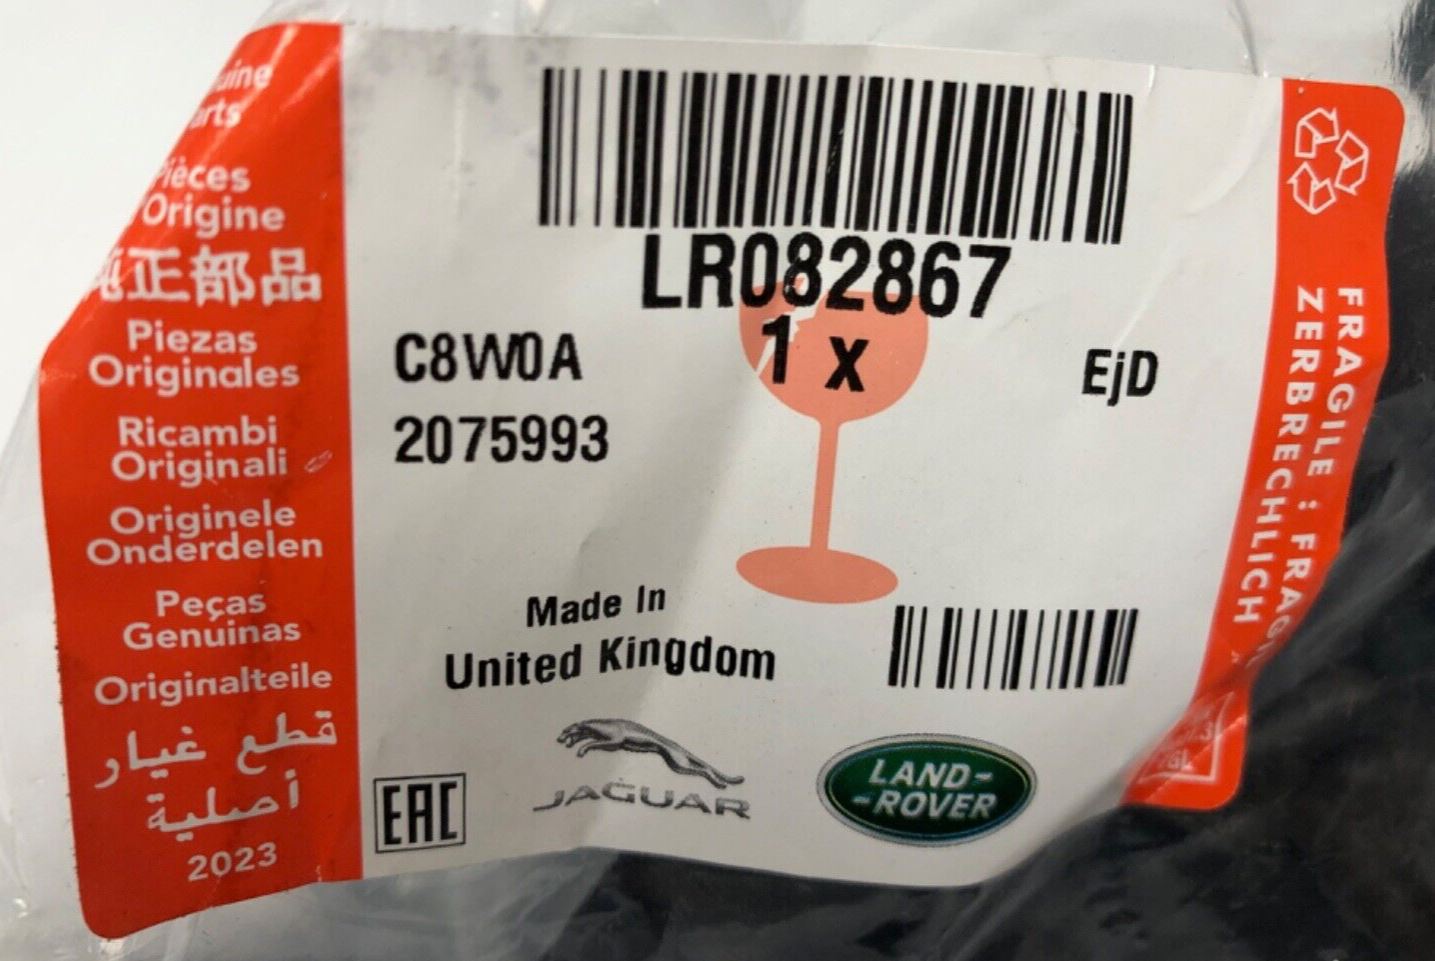 Pièces
Origine
正部品
Piezas
Originales
Ricambi
Originali
Originele
Onderdelen
Peças
Genuinas
Originalteile
قطع غيار
أصلية
2023
LR082867
1 x
C8W0A
EjD
2075993
Made In
United Kingdom
EAC
JAGUAR
LAND-
-ROVER
FRAGILE :
ZERBRECHLICH